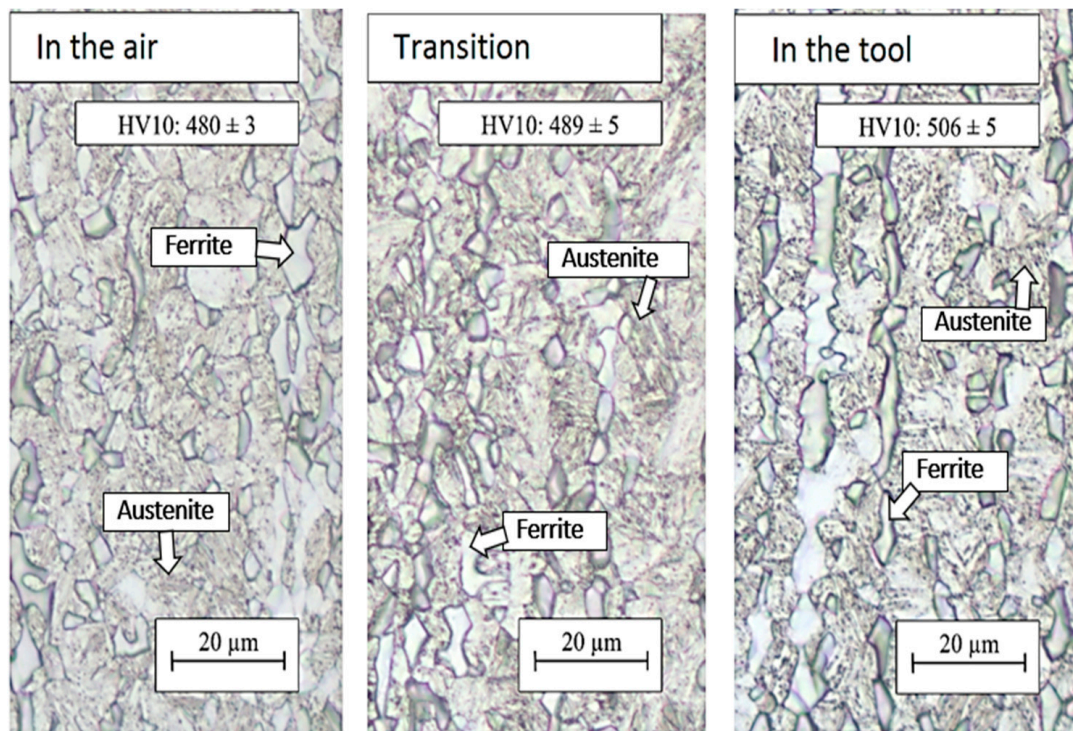 In the air
HV10: 480 ± 3
Ferrite
Austenite
20 µm
Transition
HV10: 489 ± 5
Austenite
Ferrite
20 µm
In the tool
HV10: 506 ± 5
Austenite
Ferrite
20 µm